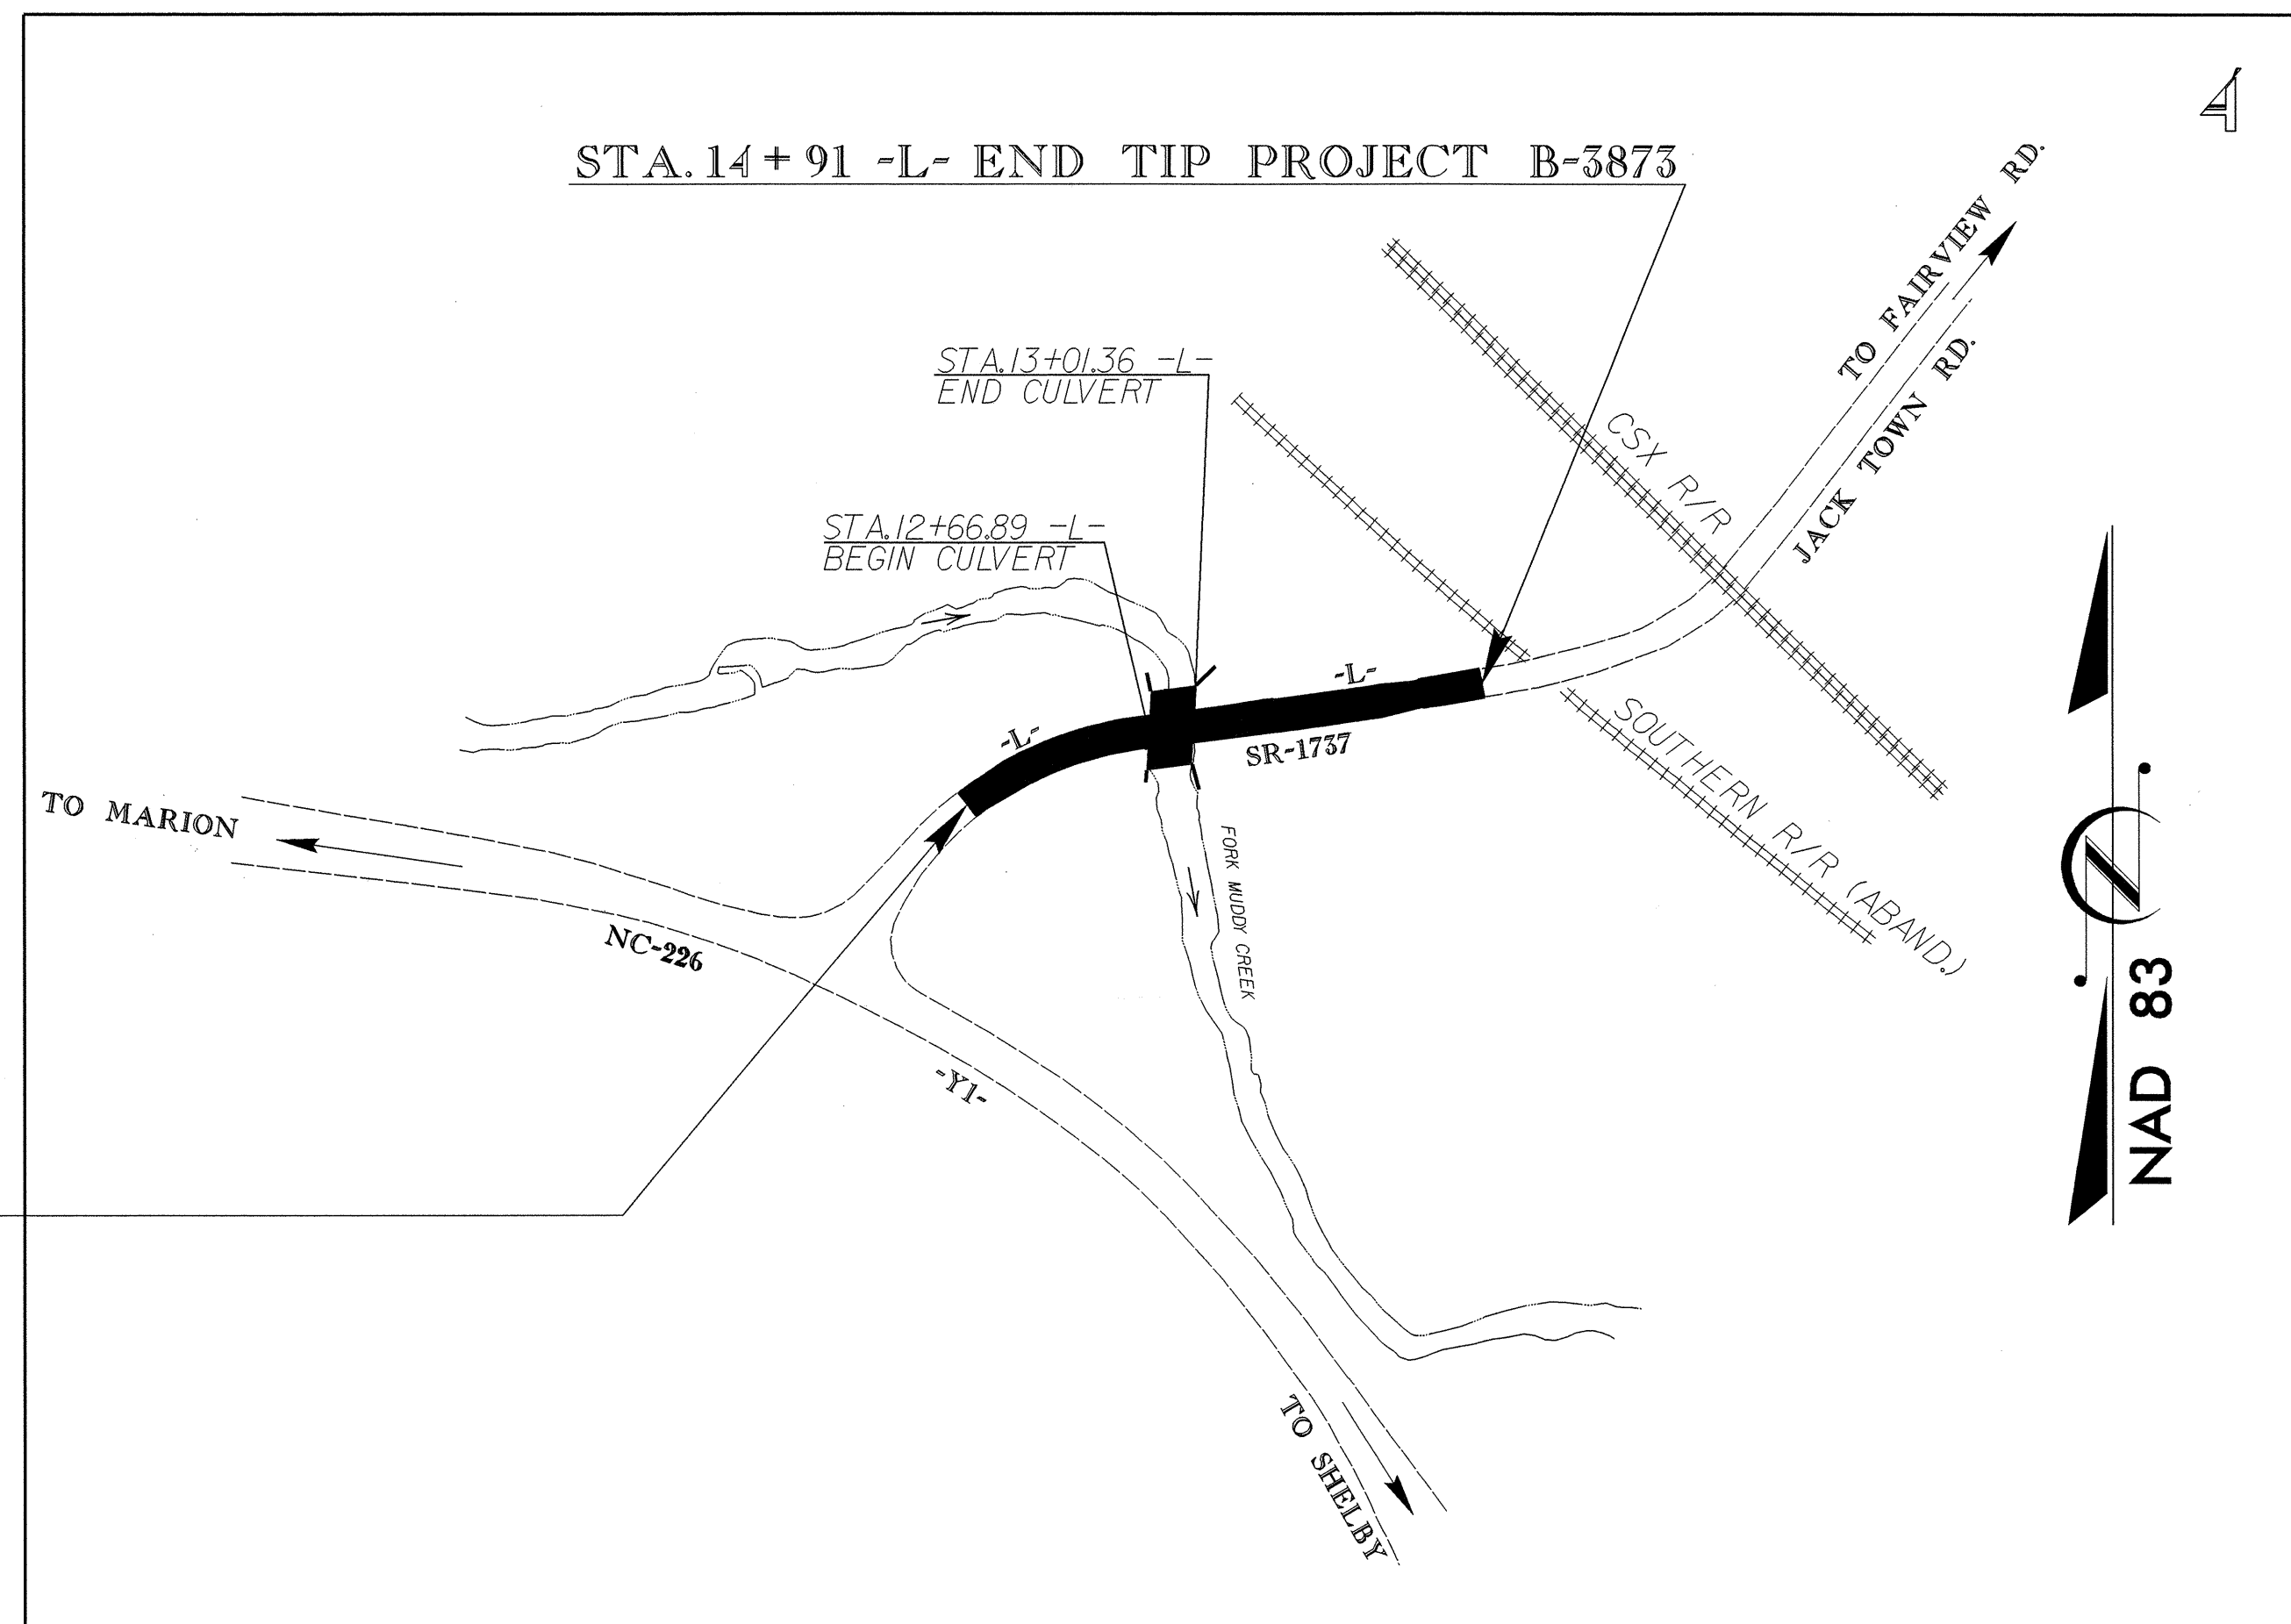 4
STA. 14 + 91 -L- END TIP PROJECT B-3873
TO FAIRVIEW RD.
JACK TOWN RD.
STA.13+01.36 -L-
END CULVERT
CSX R/R
STA.12+66.89 -L-
BEGIN CULVERT
-L-
-L-
SR-1737
SOUTHERN R/R (ABAND.)
TO MARION
FORK MUDDY CREEK
NC-226
-Y1-
TO SHELBY
N
NAD 83